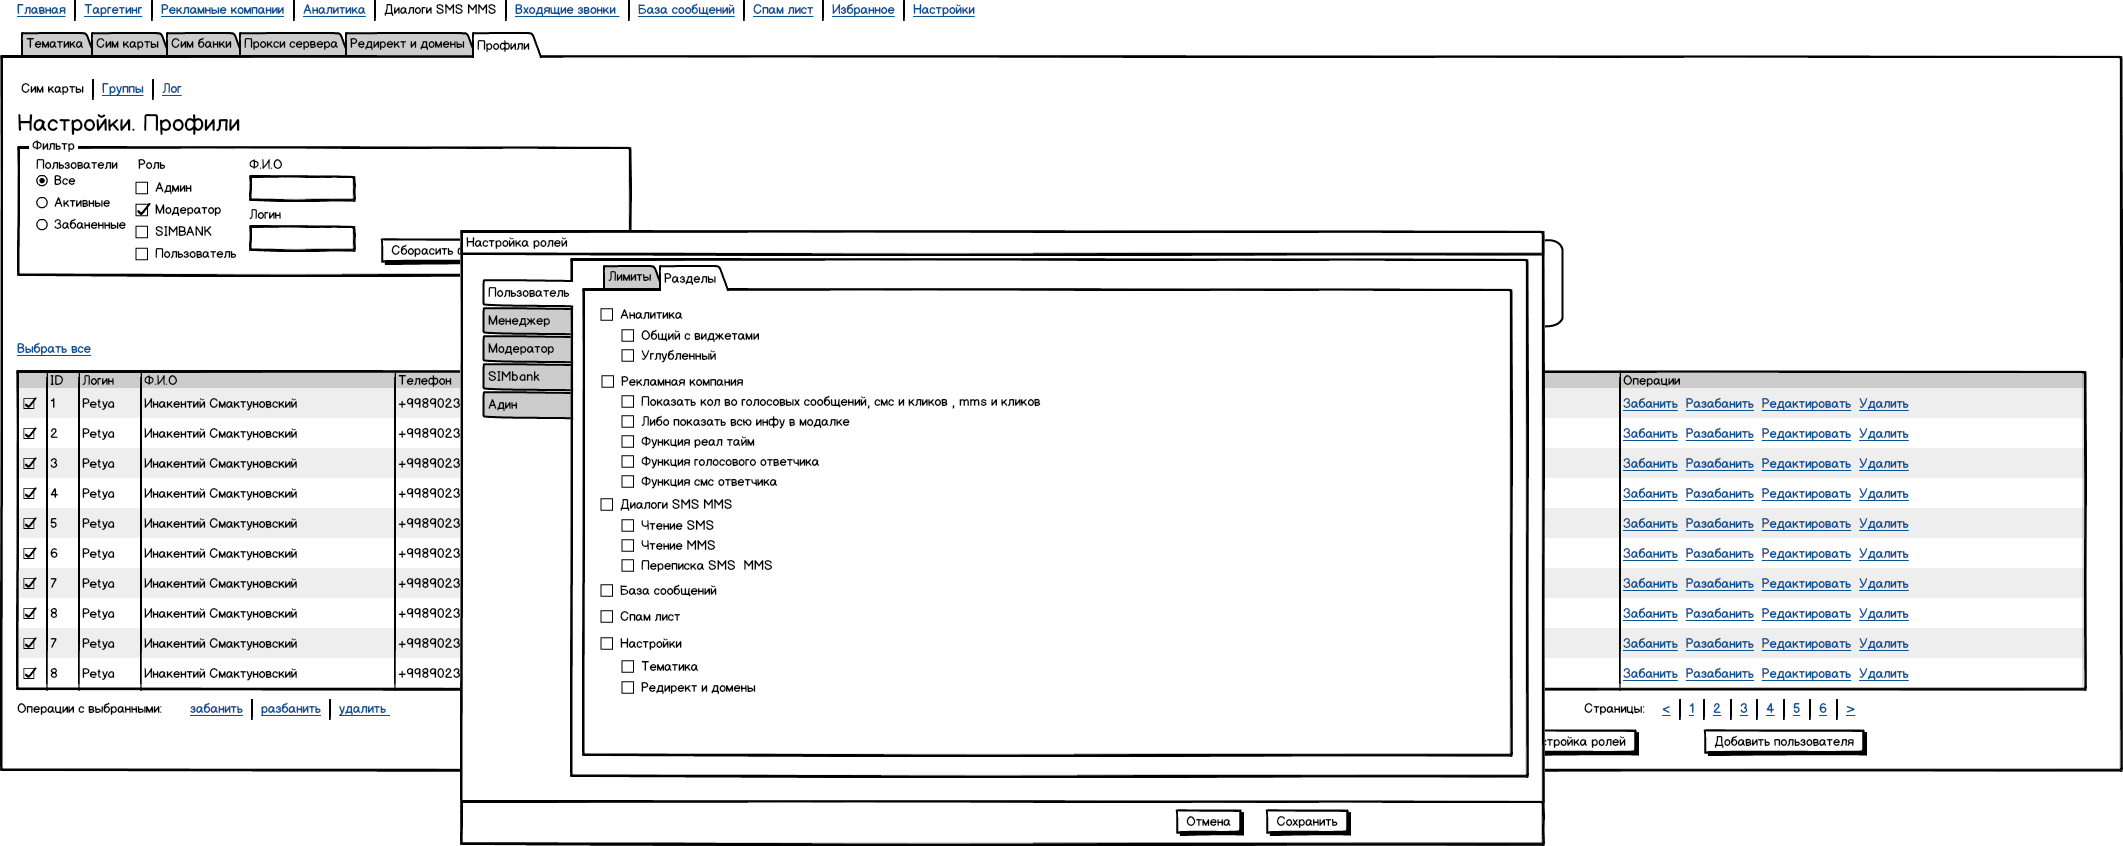 Главная Таргетинг Рекламные компании Аналитика Диалоги SMS MMS Входящие звонки База сообщений Спам лист Избранное Настройки
Тематика Сим карты Сим банки Прокси сервера Редирект и домены Профили
Сим карты Группы Лог
Настройки. Профили
Фильтр
Пользователи Роль Ф.И.О
Все
Админ
Активные Модератор
Логин
Забаненные SIMBANK
Пользователь Сборасить
Настройка ролей
Лимиты Разделы
Пользователь
Менеджер
Модератор
SIMbank
Адин
Аналитика
Общий с виджетами
Углубленный
Рекламная компания
Показать кол во голосовых сообщений, смс и кликов , mms и кликов
Либо показать всю инфу в модалке
Функция реал тайм
Функция голосового ответчика
Функция смс ответчика
Диалоги SMS MMS
Чтение SMS
Чтение MMS
Переписка SMS MMS
База сообщений
Спам лист
Настройки
Тематика
Редирект и домены
Отмена Сохранить
Выбрать все
ID Логин Ф.И.О Телефон Операции
1 Petya Инакентий Смактуновский +9989023 Забанить Разабанить Редактировать Удалить
2 Petya Инакентий Смактуновский +9989023 Забанить Разабанить Редактировать Удалить
3 Petya Инакентий Смактуновский +9989023 Забанить Разабанить Редактировать Удалить
4 Petya Инакентий Смактуновский +9989023 Забанить Разабанить Редактировать Удалить
5 Petya Инакентий Смактуновский +9989023 Забанить Разабанить Редактировать Удалить
6 Petya Инакентий Смактуновский +9989023 Забанить Разабанить Редактировать Удалить
7 Petya Инакентий Смактуновский +9989023 Забанить Разабанить Редактировать Удалить
8 Petya Инакентий Смактуновский +9989023 Забанить Разабанить Редактировать Удалить
7 Petya Инакентий Смактуновский +9989023 Забанить Разабанить Редактировать Удалить
8 Petya Инакентий Смактуновский +9989023 Забанить Разабанить Редактировать Удалить
Операции с выбранными: забанить разбанить удалить Страницы: < 1 2 3 4 5 6 >
тройка ролей Добавить пользователя